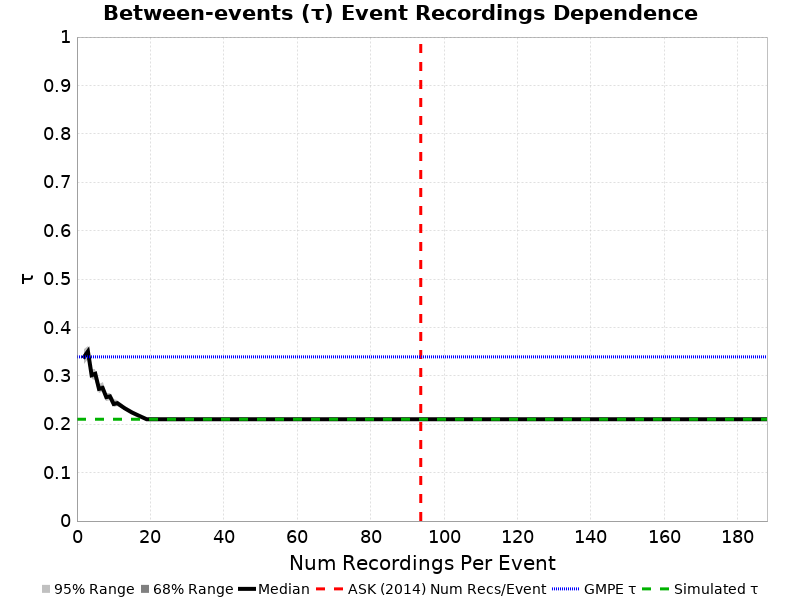 Between-events (τ) Event Recordings Dependence
1
0.9
0.8
0.7
0.6
0.5
0.4
0.3
0.2
0.1
0
τ
0 20 40 60 80 100 120 140 160 180
Num Recordings Per Event
95% Range 68% Range Median ASK (2014) Num Recs/Event GMPE τ Simulated τ